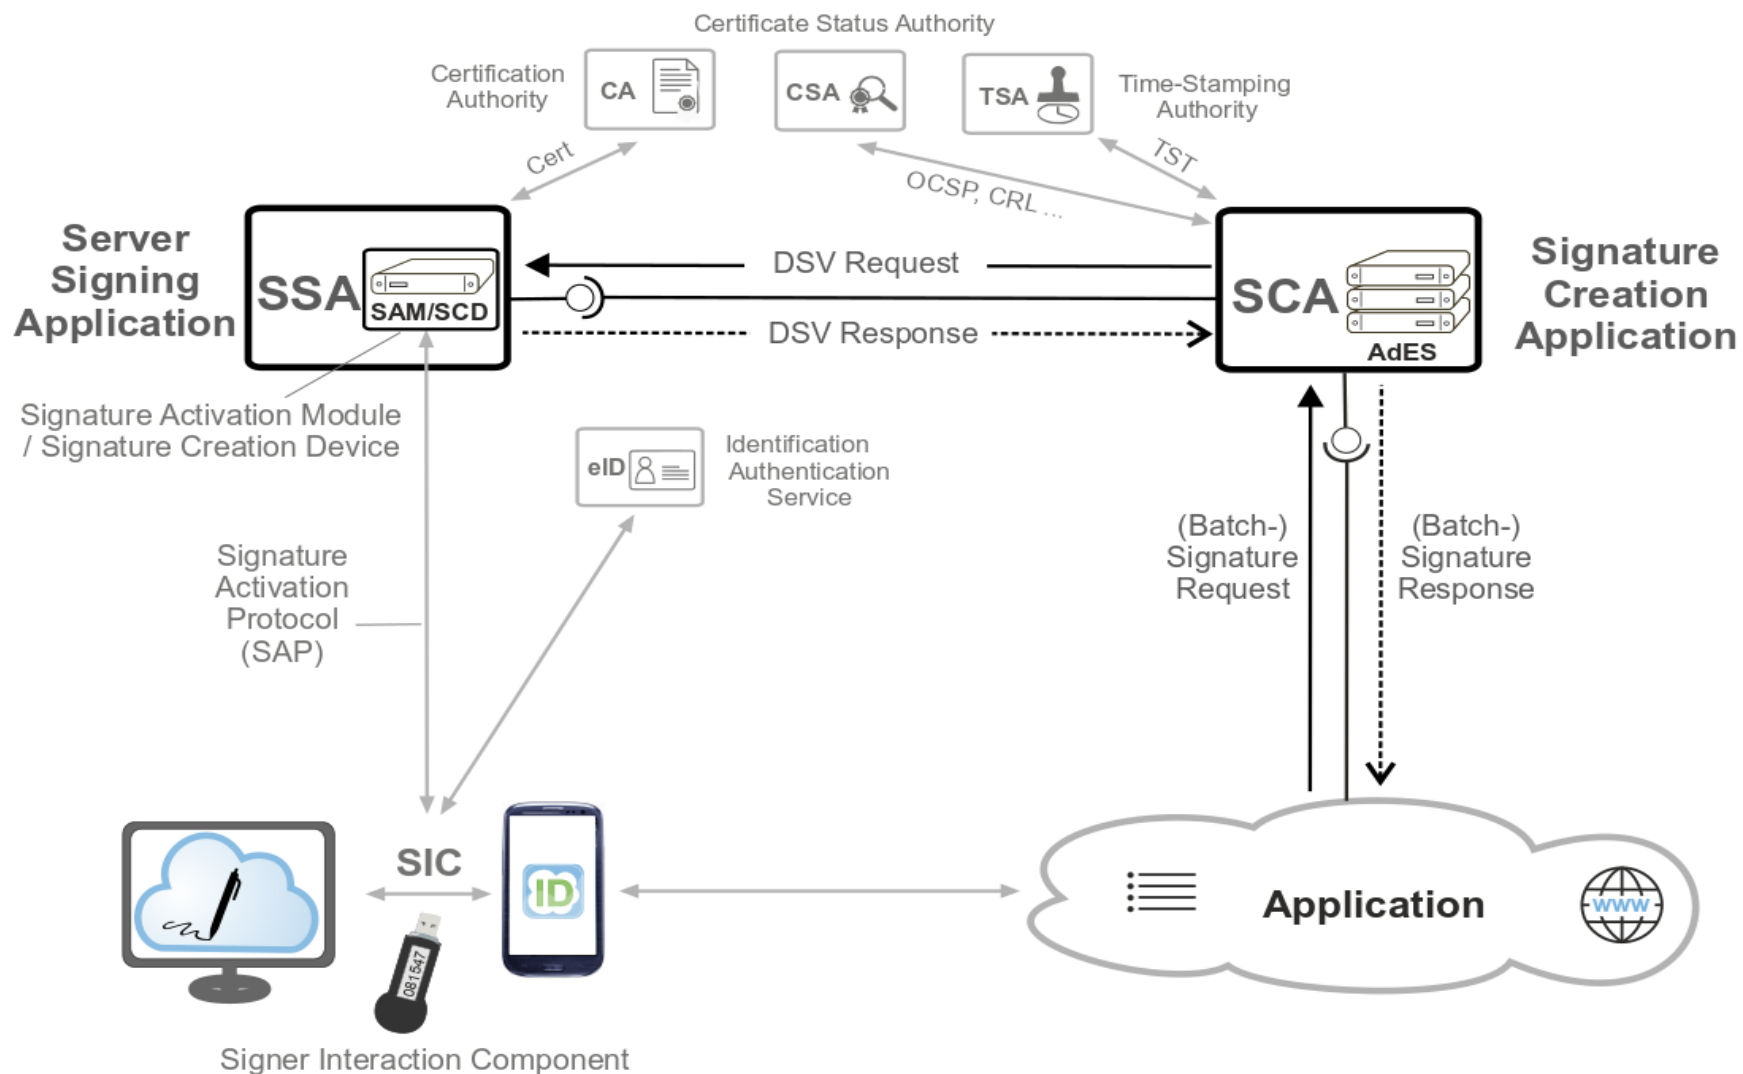 Certificate Status Authority
Certification
Authority
CA
CSA
TSA
Time-Stamping
Authority
Cert
OCSP, CRL ...
TST
Server
Signing
Application
SSA
SAM/SCD
DSV Request
DSV Response
SCA
AdES
Signature
Creation
Application
Signature Activation Module
/ Signature Creation Device
eID
Identification
Authentication
Service
Signature
Activation
Protocol
(SAP)
(Batch-)
Signature
Request
(Batch-)
Signature
Response
SIC
ID
081547
Application
www
Signer Interaction Component